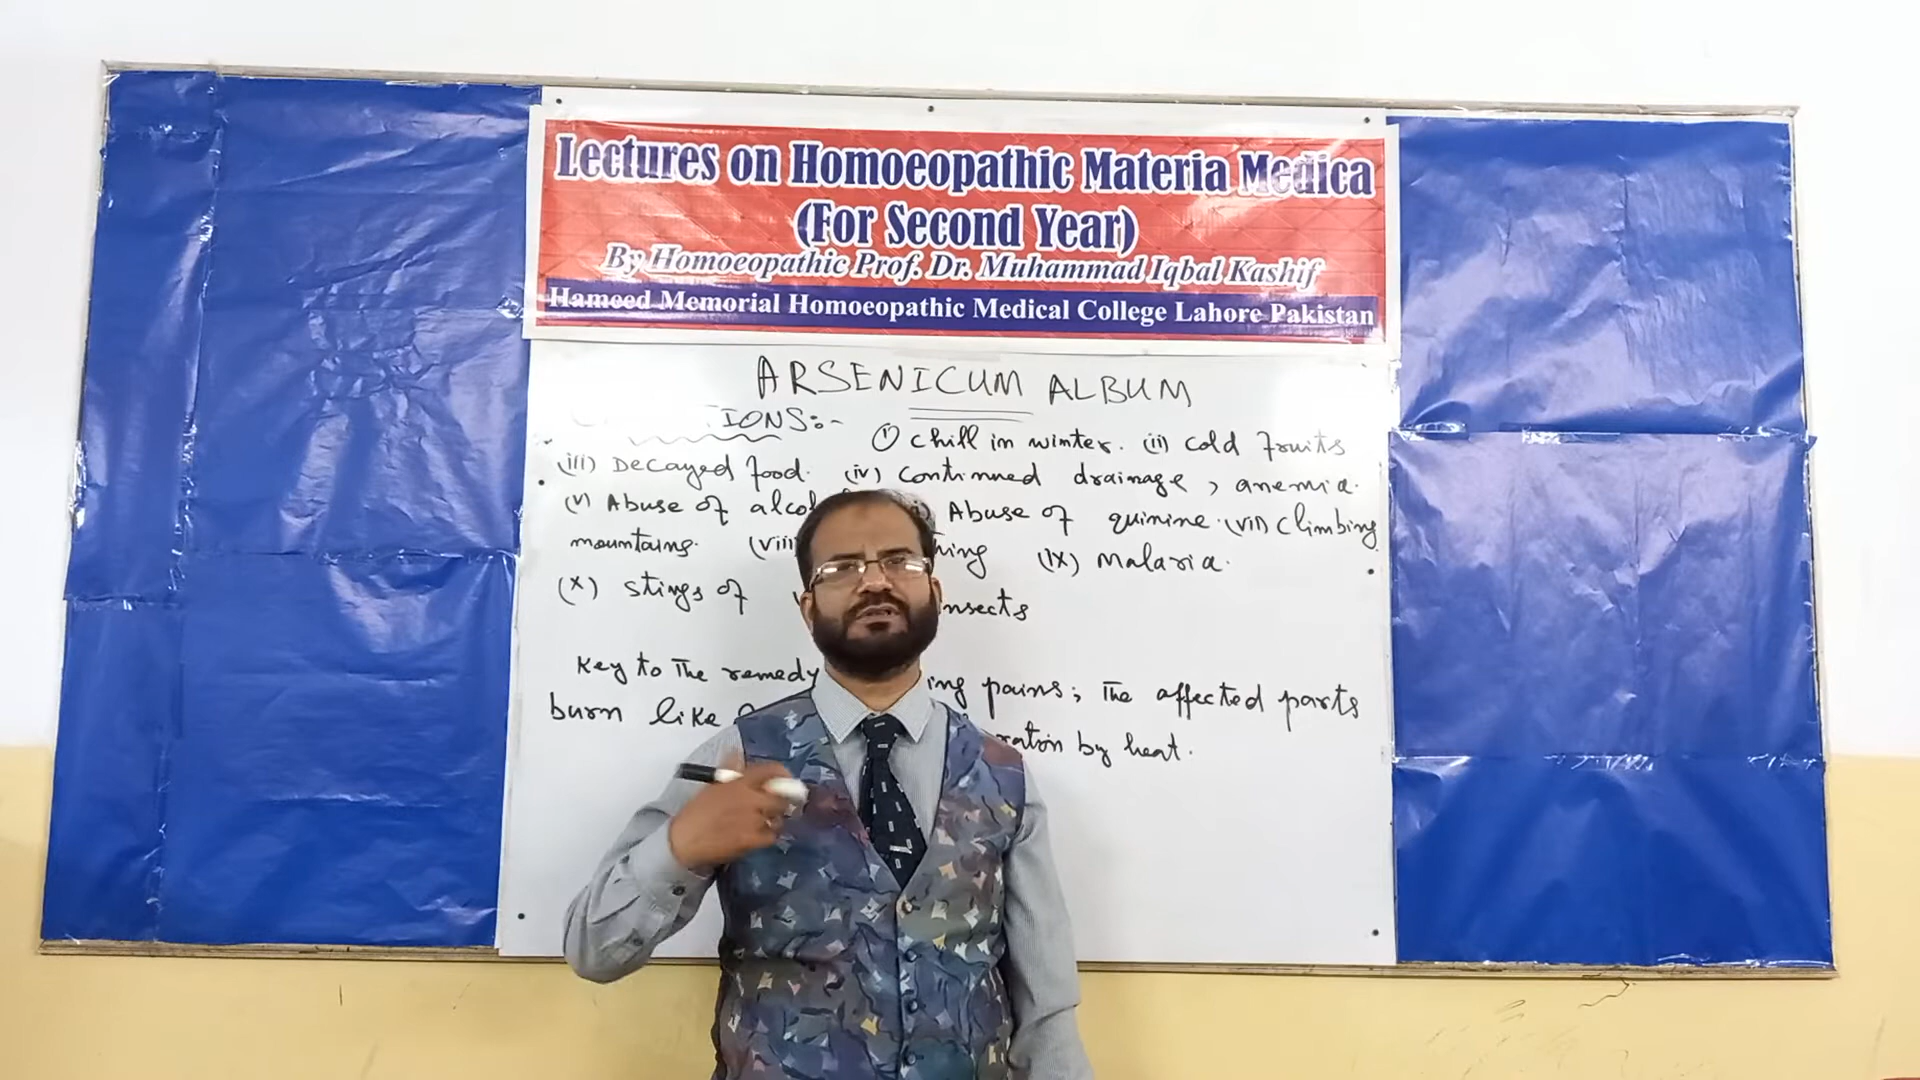 Lectures on Homoeopathic Materia Medica
(For Second Year)
By Homoeopathic Prof. Dr. Muhammad Iqbal Kashif
Hameed Memorial Homoeopathic Medical College Lahore Pakistan
ARSENICUM ALBUM
IONS:-
(i) chill in winter. (ii) cold fruits
(iii) Decayed food. (iv) continued drainage, anemia.
(v) Abuse of Abuse of quinine. (vii) climbing
mountains. (viii) (ix) malaria.
(x) stings of insects
Key to The remedy pains; The affected parts
burn like by heat.